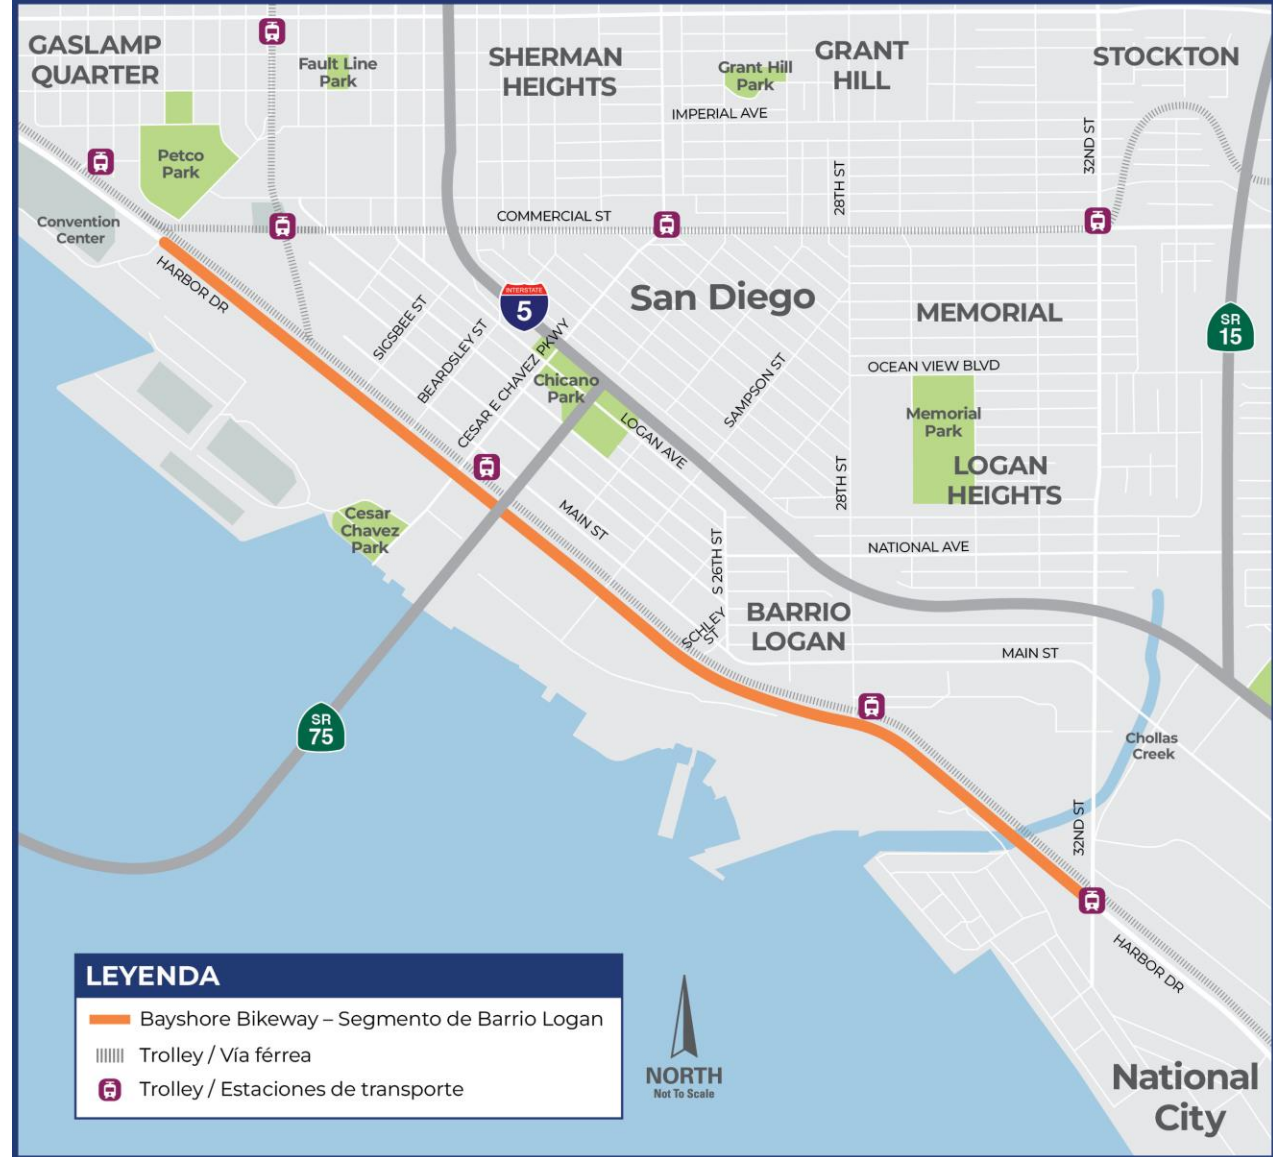 GASLAMP
QUARTER
Fault Line
Park
SHERMAN
HEIGHTS
Grant Hill
Park
GRANT
HILL
STOCKTON
IMPERIAL AVE
32ND ST
Petco
Park
28TH ST
Convention
Center
COMMERCIAL ST
HARBOR DR
INTERSTATE
5
San Diego
MEMORIAL
SR
15
SIGSBEE ST
BEARDSLEY ST
CESAR E CHAVEZ PKWY
Chicano
Park
SAMPSON ST
OCEAN VIEW BLVD
LOGAN AVE
Memorial
Park
LOGAN
HEIGHTS
28TH ST
Cesar
Chavez
Park
MAIN ST
S 26TH ST
NATIONAL AVE
SCHLEY
ST
BARRIO
LOGAN
MAIN ST
SR
75
Chollas
Creek
32ND ST
HARBOR DR
LEYENDA
Bayshore Bikeway – Segmento de Barrio Logan
Trolley / Vía férrea
Trolley / Estaciones de transporte
NORTH
Not To Scale
National
City